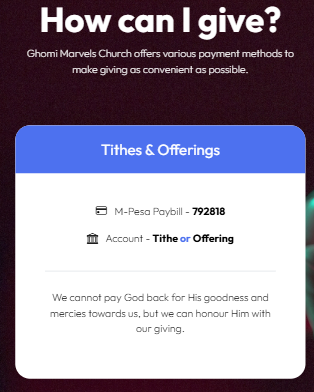 How can I give?
Ghomi Marvels Church offers various payment methods to
make giving as convenient as possible.
Tithes & Offerings
M-Pesa Paybill - 792818
Account - Tithe or Offering
We cannot pay God back for His goodness and
mercies towards us, but we can honour Him with
our giving.